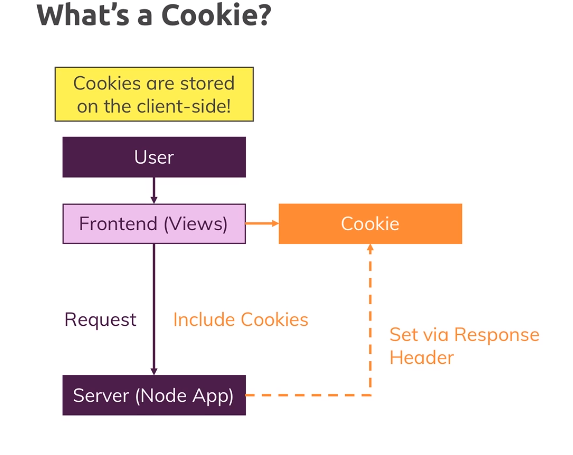 What's a Cookie?
Cookies are stored
on the client-side!
User
Frontend (Views)
Cookie
Request
Include Cookies
Set via Response
Header
Server (Node App)